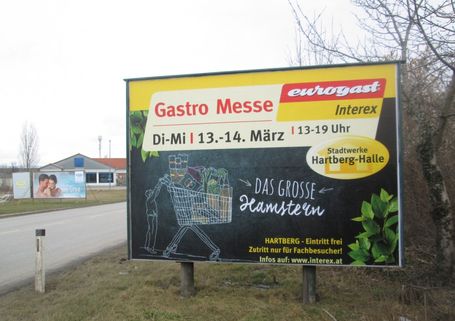 eurogast
Interex
Gastro Messe
Di-Mi | 13.-14. März | 13-19 Uhr
Stadtwerke
Hartberg-Halle
DAS GROSSE
Hamstern
HARTBERG - Eintritt frei
Zutritt nur für Fachbesucher!
Infos auf: www.interex.at